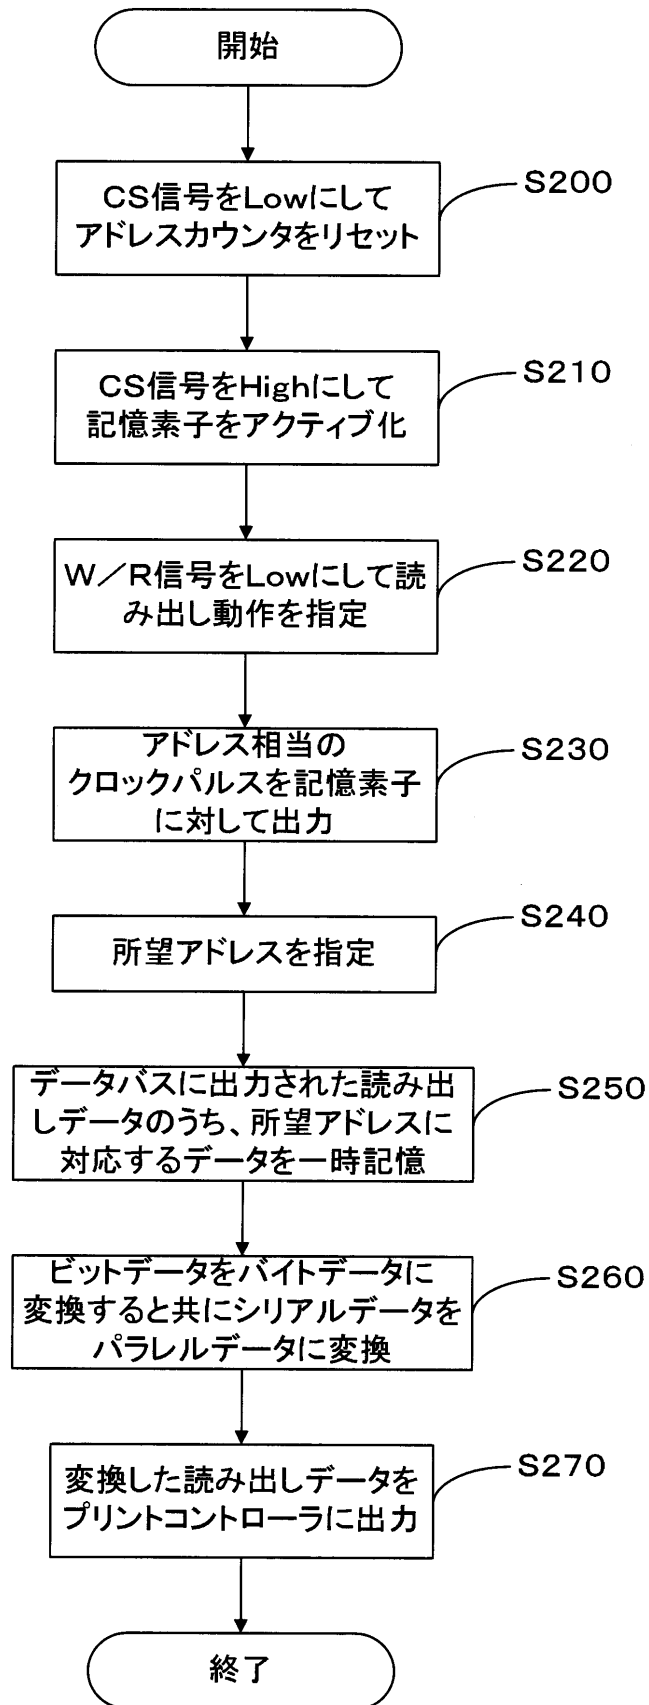 開始
CS信号をLowにして
アドレスカウンタをリセット
S200
CS信号をHighにして
記憶素子をアクティブ化
S210
W/R信号をLowにして読
み出し動作を指定
S220
アドレス相当の
クロックパルスを記憶素子
に対して出力
S230
所望アドレスを指定
S240
データバスに出力された読み出
しデータのうち、所望アドレスに
対応するデータを一時記憶
S250
ビットデータをバイトデータに
変換すると共にシリアルデータを
パラレルデータに変換
S260
変換した読み出しデータを
プリントコントローラに出力
S270
終了